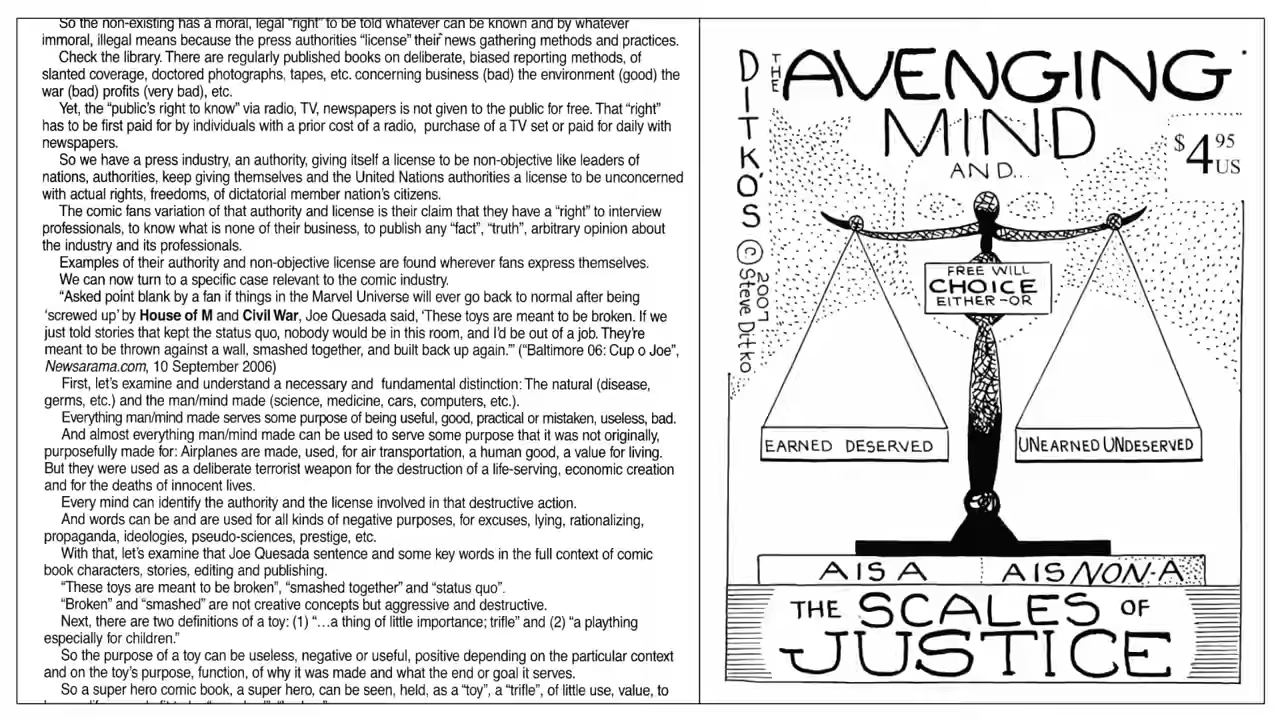 So the non-existing has a moral, legal “right” to be told whatever can be known and by whatever
immoral, illegal means because the press authorities “license” their news gathering methods and practices.
Check the library. There are regularly published books on deliberate, biased reporting methods, of
slanted coverage, doctored photographs, tapes, etc. concerning business (bad) the environment (good) the
war (bad) profits (very bad), etc.
Yet, the “public’s right to know” via radio, TV, newspapers is not given to the public for free. That “right”
has to be first paid for by individuals with a prior cost of a radio, purchase of a TV set or paid for daily with
newspapers.
So we have a press industry, an authority, giving itself a license to be non-objective like leaders of
nations, authorities, keep giving themselves and the United Nations authorities a license to be unconcerned
with actual rights, freedoms, of dictatorial member nation’s citizens.
The comic fans variation of that authority and license is their claim that they have a “right” to interview
professionals, to know what is none of their business, to publish any “fact”, “truth”, arbitrary opinion about
the industry and its professionals.
Examples of their authority and non-objective license are found wherever fans express themselves.
We can now turn to a specific case relevant to the comic industry.
“Asked point blank by a fan if things in the Marvel Universe will ever go back to normal after being
‘screwed up’ by House of M and Civil War, Joe Quesada said, ‘These toys are meant to be broken. If we
just told stories that kept the status quo, nobody would be in this room, and I’d be out of a job. They’re
meant to be thrown against a wall, smashed together, and built back up again.’” (“Baltimore 06: Cup o Joe”,
Newsarama.com, 10 September 2006)
First, let’s examine and understand a necessary and fundamental distinction: The natural (disease,
germs, etc.) and the man/mind made (science, medicine, cars, computers, etc.).
Everything man/mind made serves some purpose of being useful, good, practical or mistaken, useless, bad.
And almost everything man/mind made can be used to serve some purpose that it was not originally,
purposefully made for: Airplanes are made, used, for air transportation, a human good, a value for living.
But they were used as a deliberate terrorist weapon for the destruction of a life-serving, economic creation
and for the deaths of innocent lives.
Every mind can identify the authority and the license involved in that destructive action.
And words can be and are used for all kinds of negative purposes, for excuses, lying, rationalizing,
propaganda, ideologies, pseudo-sciences, prestige, etc.
With that, let’s examine that Joe Quesada sentence and some key words in the full context of comic
book characters, stories, editing and publishing.
“These toys are meant to be broken”, “smashed together” and “status quo”.
“Broken” and “smashed” are not creative concepts but aggressive and destructive.
Next, there are two definitions of a toy: (1) “…a thing of little importance; trifle” and (2) “a plaything
especially for children.”
So the purpose of a toy can be useless, negative or useful, positive depending on the particular context
and on the toy’s purpose, function, of why it was made and what the end or goal it serves.
So a super hero comic book, a super hero, can be seen, held, as a “toy”, a “trifle”, of little use, value, to
DITKO'S
© 2007
Steve Ditko
THE AVENGING
MIND
AND...
$4.95
US
FREE WILL
CHOICE
EITHER-OR
EARNED DESERVED
UNEARNED UNDESERVED
A IS A
A IS NON-A
THE SCALES OF
JUSTICE